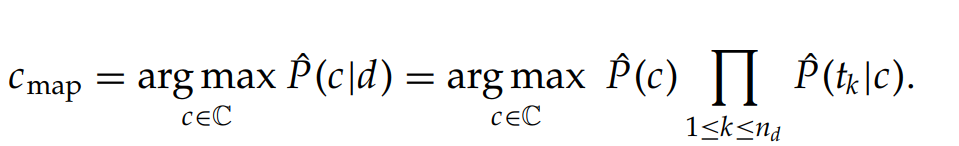 c_map = arg max_{c∈ℂ} P̂(c|d) = arg max_{c∈ℂ} P̂(c) ∏_{1≤k≤n_d} P̂(t_k|c).